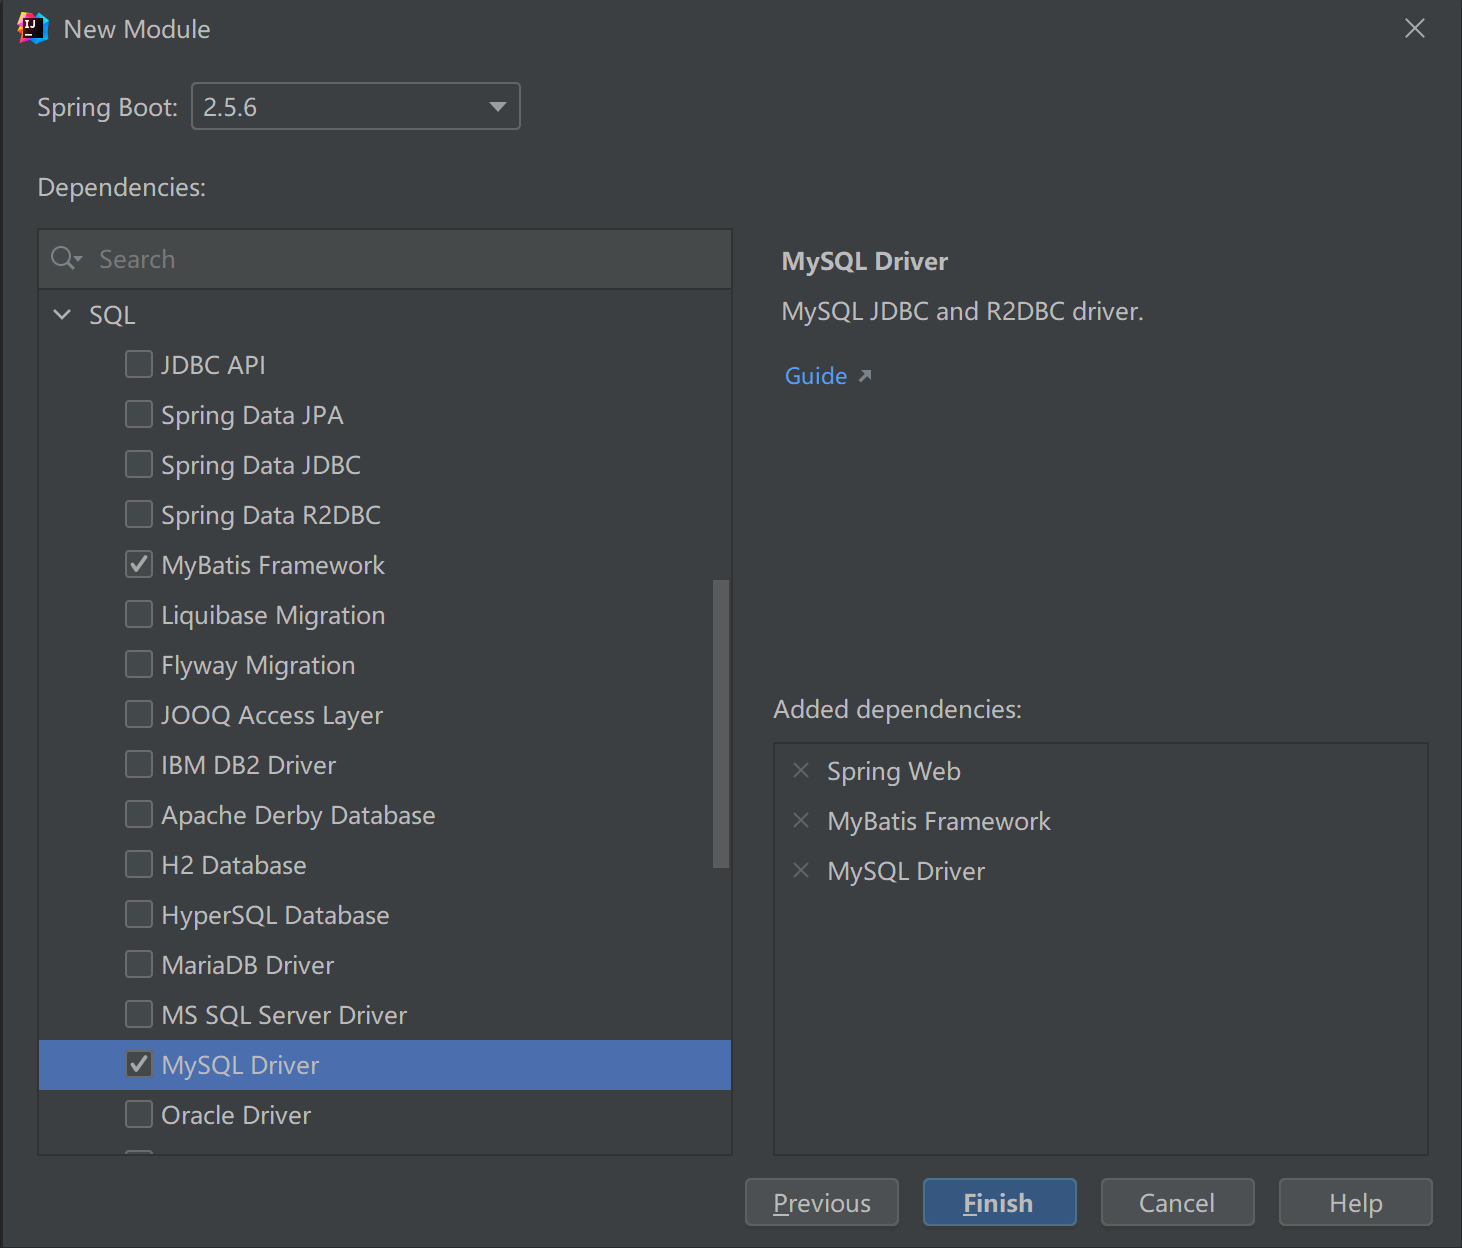 New Module
Spring Boot: 2.5.6
Dependencies:
Search
SQL
JDBC API
Spring Data JPA
Spring Data JDBC
Spring Data R2DBC
MyBatis Framework
Liquibase Migration
Flyway Migration
JOOQ Access Layer
IBM DB2 Driver
Apache Derby Database
H2 Database
HyperSQL Database
MariaDB Driver
MS SQL Server Driver
MySQL Driver
Oracle Driver
MySQL Driver
MySQL JDBC and R2DBC driver.
Guide
Added dependencies:
Spring Web
MyBatis Framework
MySQL Driver
Previous Finish Cancel Help